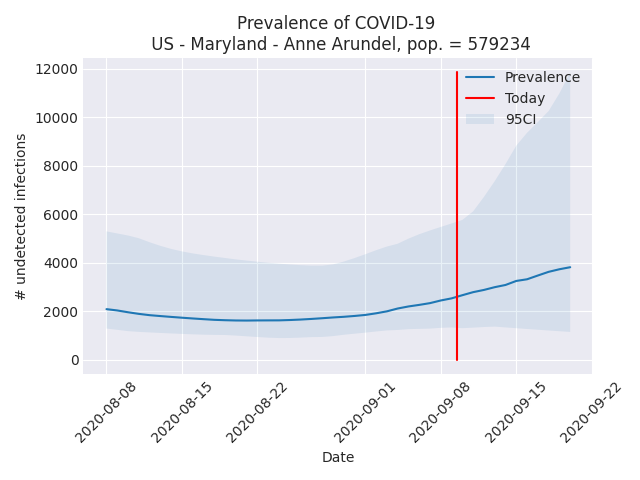 Prevalence of COVID-19
US - Maryland - Anne Arundel, pop. = 579234
12000
10000
8000
6000
4000
2000
0
# undetected infections
Prevalence
Today
95CI
2020-08-08
2020-08-15
2020-08-22
2020-09-01
2020-09-08
2020-09-15
2020-09-22
Date